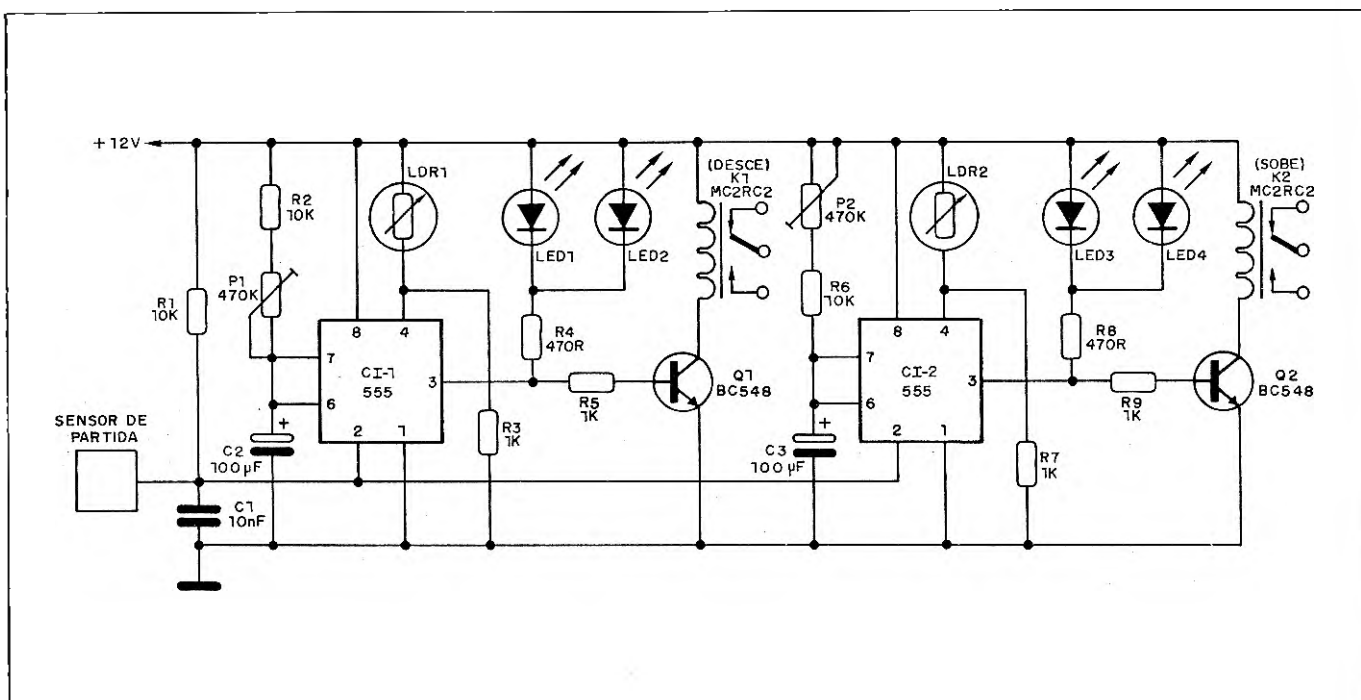 +12V
R1
10K
R2
10K
P1
470K
LDR1
LED1
LED2
(DESCE)
K1
MC2RC2
P2
470K
LDR2
LED3
LED4
(SOBE)
K2
MC2RC2
8
4
7
CI-1
555
3
6
2
1
R4
470R
R5
1K
Q1
BC548
R6
10K
8
4
7
CI-2
555
3
6
2
1
R8
470R
R9
1K
Q2
BC548
SENSOR DE
PARTIDA
+
C2
100µF
R3
1K
+
C3
100µF
R7
1K
C1
10nF